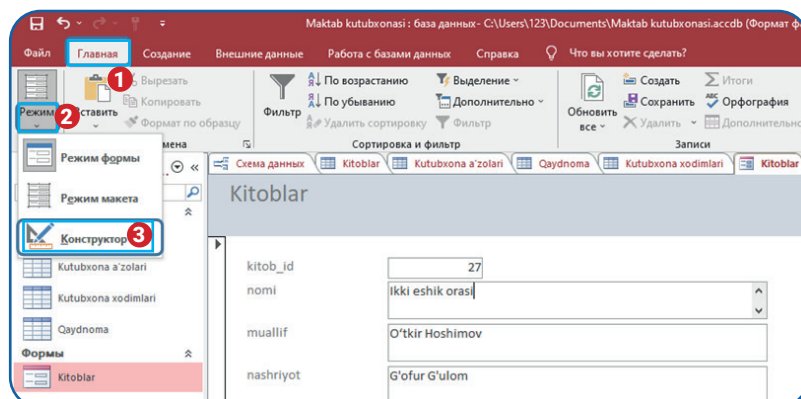 Maktab kutubxonasi : база данных- C:\Users\123\Documents\Maktab kutubxonasi.accdb (Формат ф
Файл Главная Создание Внешние данные Работа с базами данных Справка Что вы хотите сделать?
1
Вырезать По возрастанию Выделение Создать Итоги
Режим 2 Копировать Фильтр По убыванию Дополнительно Обновить все Сохранить Орфография
Формат по образцу Удалить сортировку Фильтр Удалить Дополнительно
Сортировка и фильтр Записи
Режим формы
Режим макета
Конструктор 3
Схема данных Kitoblar Kutubxona a'zolari Qaydnoma Kutubxona xodimlari Kitoblar
Kitoblar
Kutubxona a'zolari
Kutubxona xodimlari
Qaydnoma
Формы
Kitoblar
kitob_id 27
nomi Ikki eshik orasi
muallif O‘tkir Hoshimov
nashriyot G'ofur G'ulom